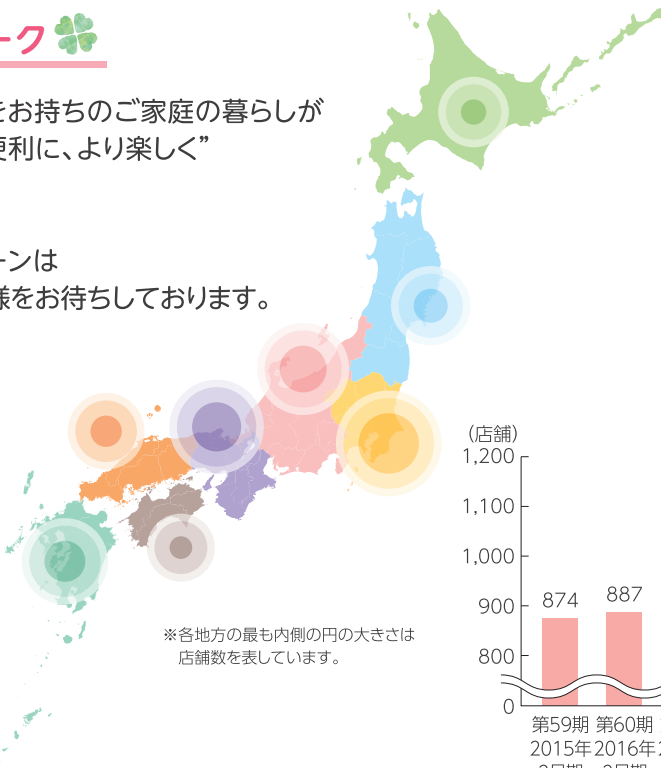 ーク
をお持ちのご家庭の暮らしが
便利に、より楽しく”
ーンは
様をお待ちしております。
(店舗)
1,200
1,100
1,000
900
800
0
874
887
※各地方の最も内側の円の大きさは
店舗数を表しています。
第59期 第60期
2015年 2016年